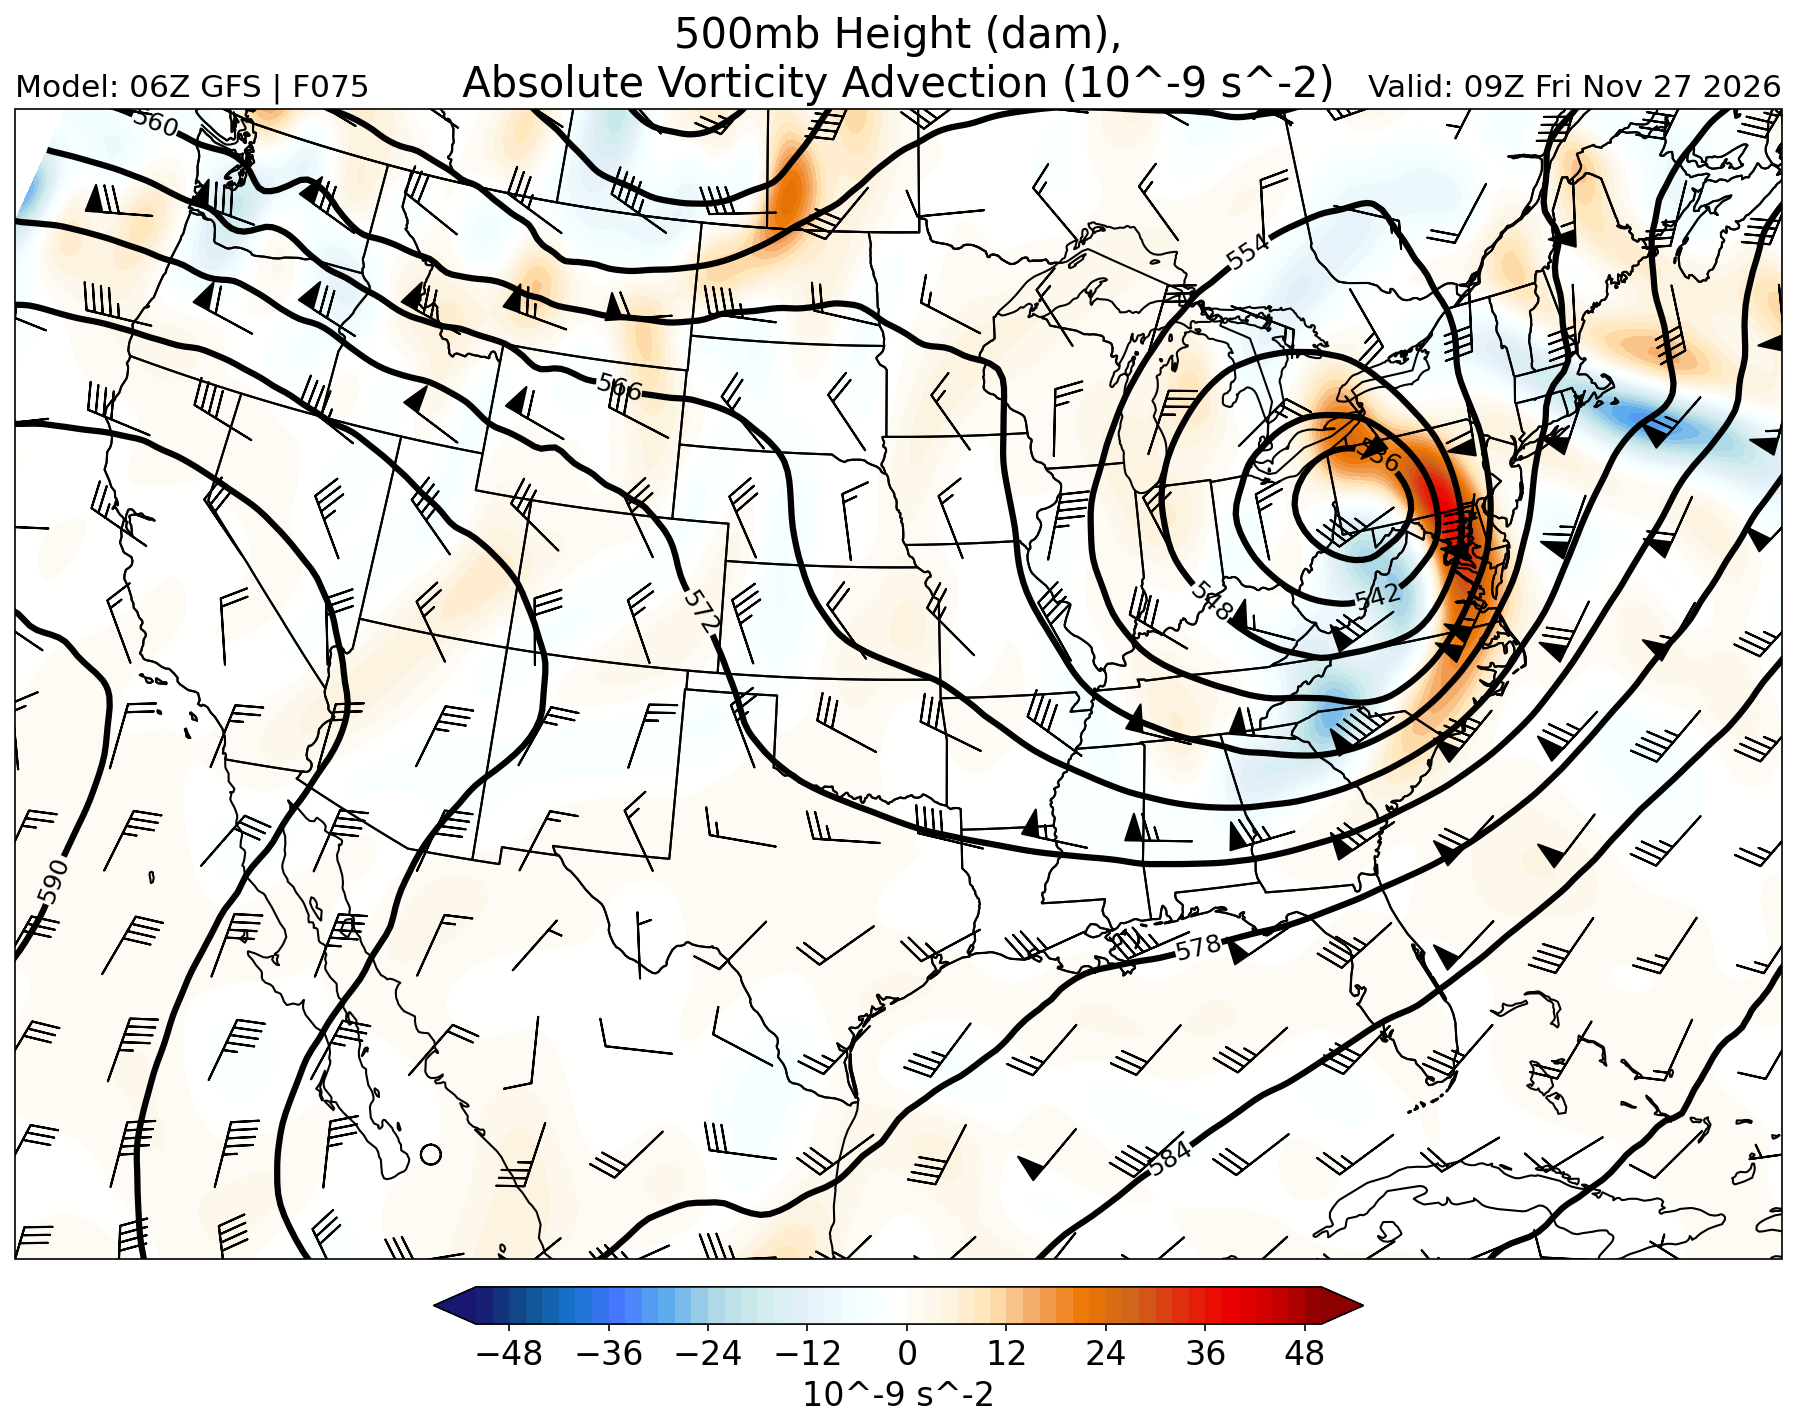 500mb Height (dam),
Model: 06Z GFS | F075
Absolute Vorticity Advection (10^-9 s^-2)
Valid: 09Z Fri Nov 27 2026
560
554
566
536
572
548
542
590
578
584
−48 −36 −24 −12 0 12 24 36 48
10^-9 s^-2